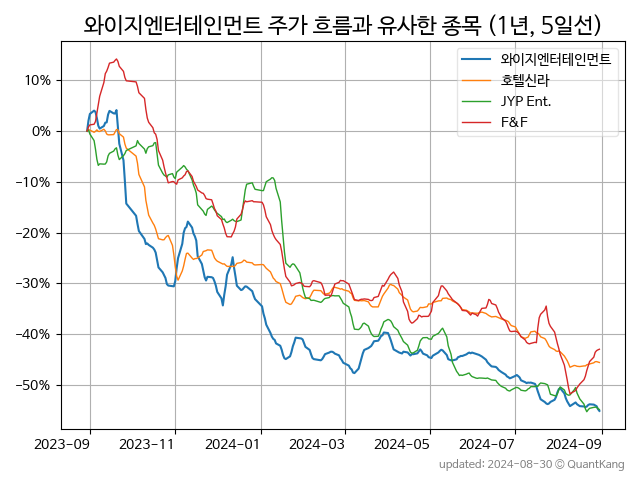 와이지엔터테인먼트 주가 흐름과 유사한 종목 (1년, 5일선)
와이지엔터테인먼트
호텔신라
JYP Ent.
F&F
10%
0%
−10%
−20%
−30%
−40%
−50%
2023-09 2023-11 2024-01 2024-03 2024-05 2024-07 2024-09
updated: 2024-08-30 © QuantKang